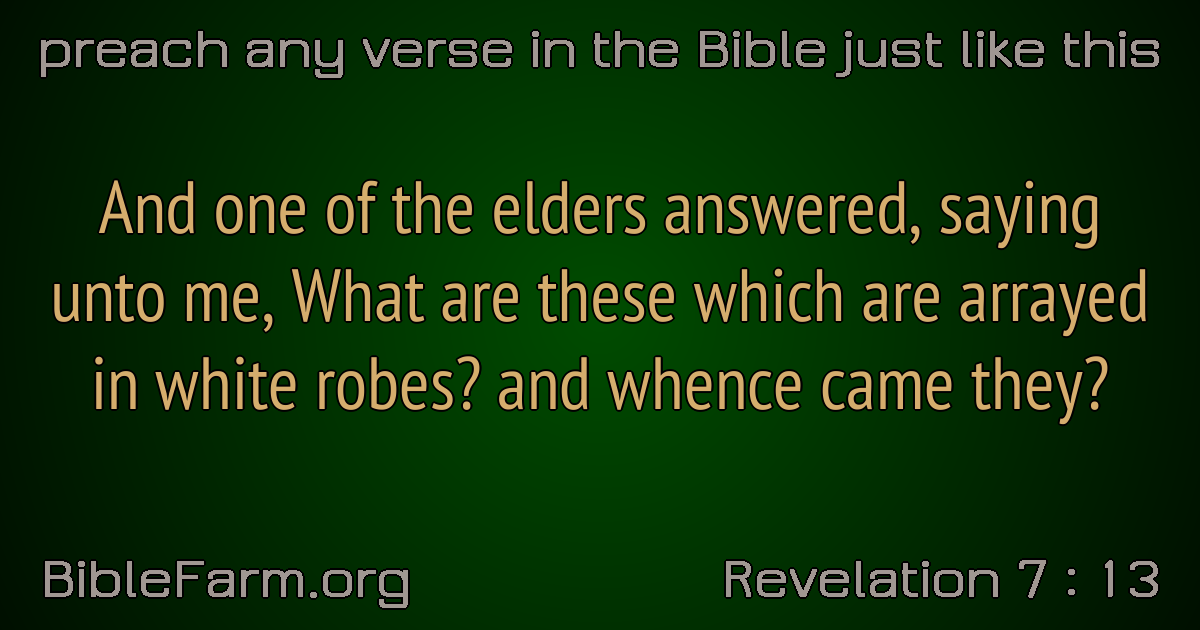 preach any verse in the Bible just like this
And one of the elders answered, saying
unto me, What are these which are arrayed
in white robes? and whence came they?
BibleFarm.org
Revelation 7 : 13